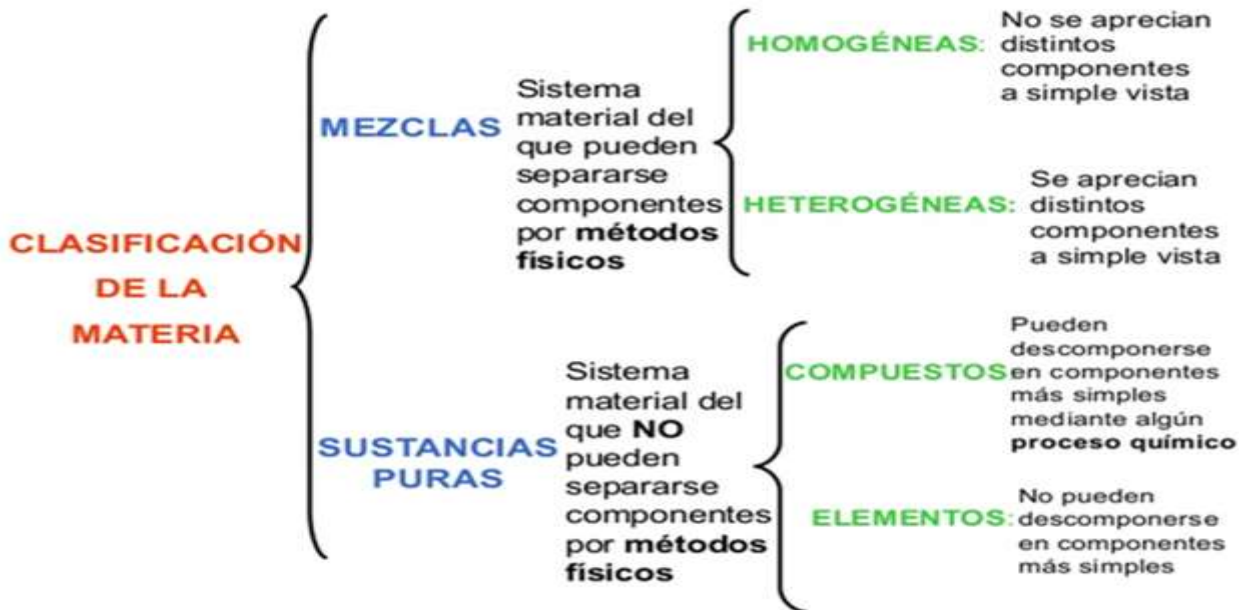 CLASIFICACIÓN
DE LA
MATERIA
MEZCLAS
Sistema
material del
que pueden
separarse
componentes
por métodos
físicos
HOMOGÉNEAS:
No se aprecian
distintos
componentes
a simple vista
HETEROGÉNEAS:
Se aprecian
distintos
componentes
a simple vista
SUSTANCIAS
PURAS
Sistema
material del
que NO
pueden
separarse
componentes
por métodos
físicos
COMPUESTOS
Pueden
descomponerse
en componentes
más simples
mediante algún
proceso químico
ELEMENTOS:
No pueden
descomponerse
en componentes
más simples